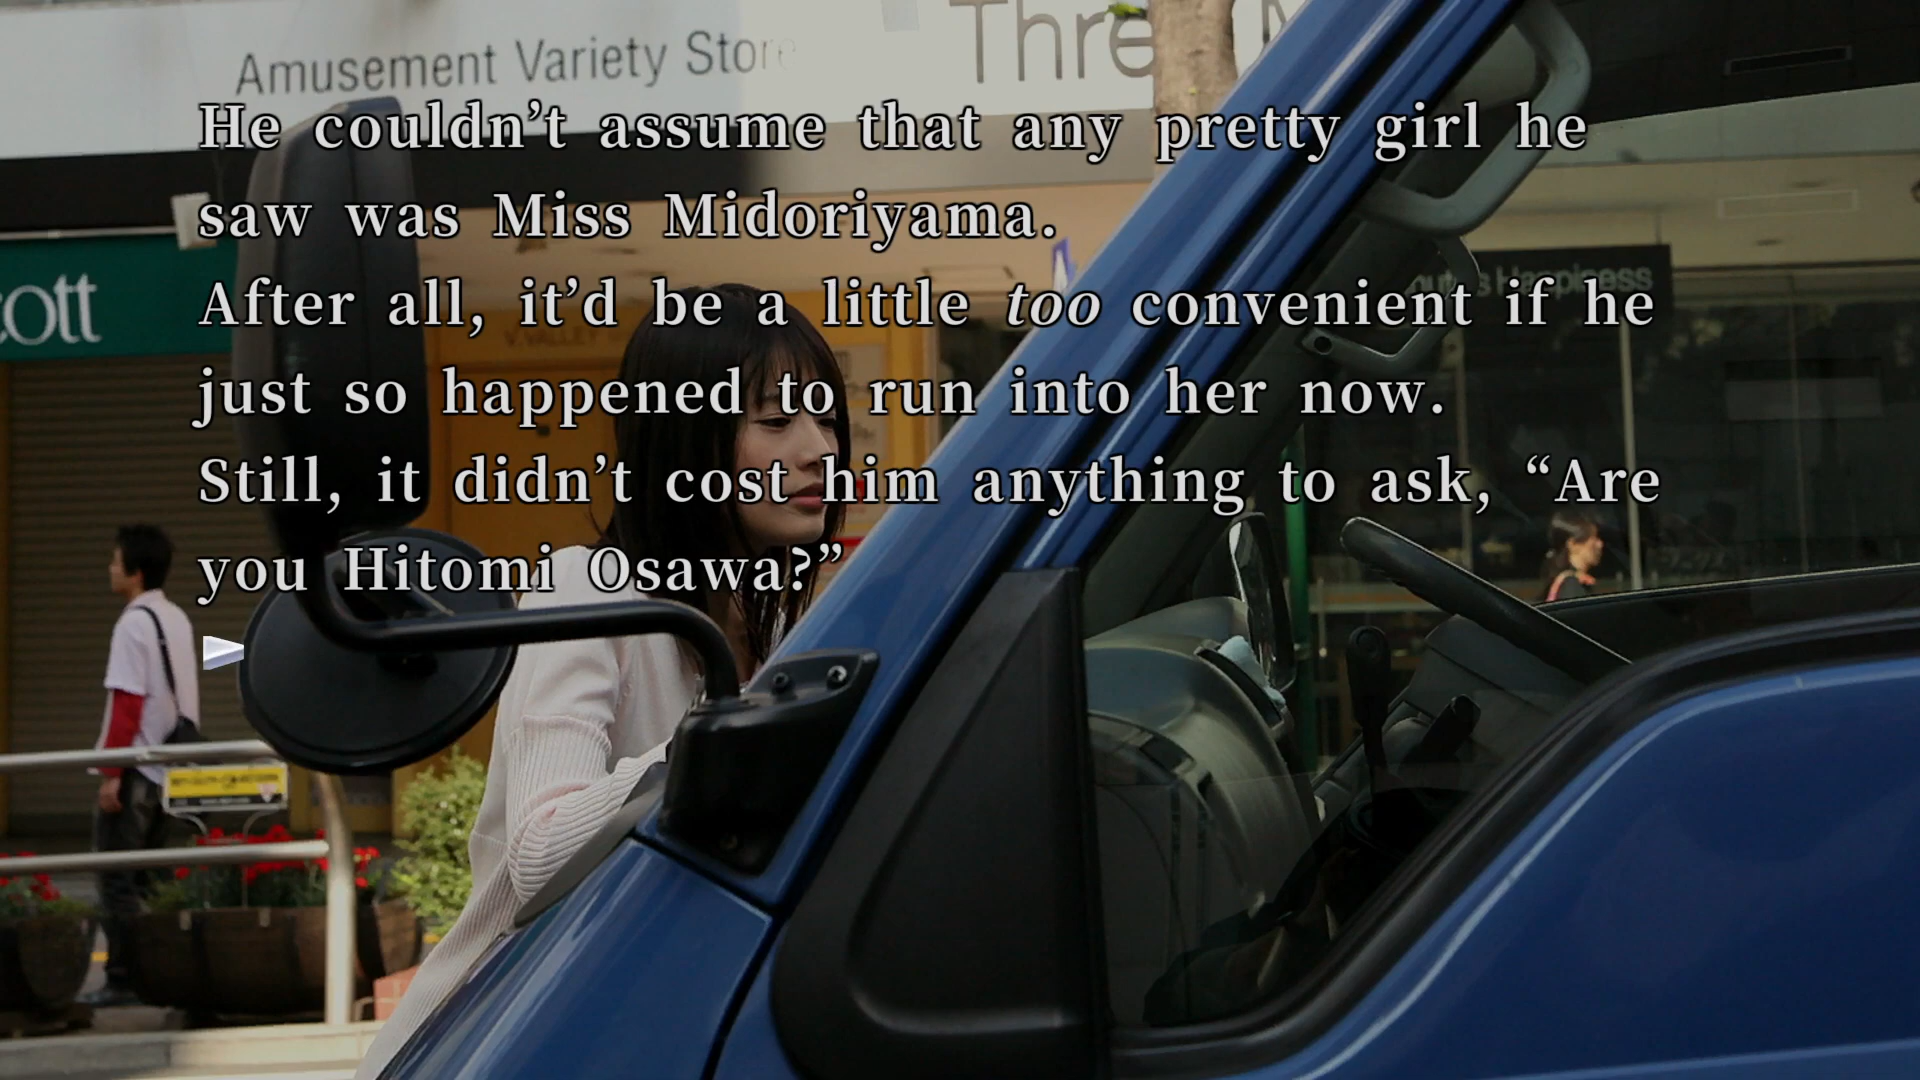 Amusement Variety Store
Thre
ott
He couldn’t assume that any pretty girl he
saw was Miss Midoriyama.
After all, it’d be a little too convenient if he
just so happened to run into her now.
Still, it didn’t cost him anything to ask, “Are
you Hitomi Osawa?”